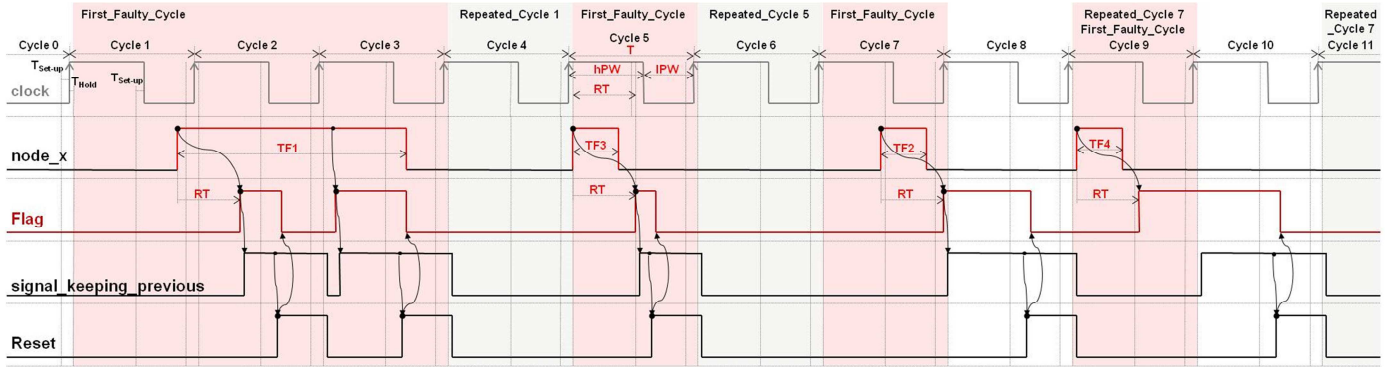 First_Faulty_Cycle
Repeated_Cycle 1
First_Faulty_Cycle
Repeated_Cycle 5
First_Faulty_Cycle
Repeated_Cycle 7
First_Faulty_Cycle
Repeated
_Cycle 7
Cycle 0
Cycle 1
Cycle 2
Cycle 3
Cycle 4
Cycle 5
Cycle 6
Cycle 7
Cycle 8
Cycle 9
Cycle 10
Cycle 11
T
TSet-up
THold
TSet-up
hPW
lPW
RT
clock
node_x
TF1
TF3
TF2
TF4
RT
RT
RT
RT
Flag
signal_keeping_previous
Reset